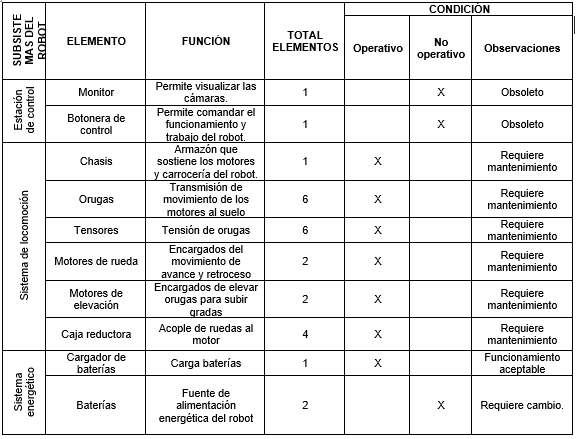 SUBSISTE
MAS DEL
ROBOT
ELEMENTO
FUNCIÓN
TOTAL
ELEMENTOS
CONDICIÓN
Operativo
No
operativo
Observaciones
Estación
de control
Monitor
Permite visualizar las
cámaras.
1
X
Obsoleto
Botonera de
control
Permite comandar el
funcionamiento y
trabajo del robot.
1
X
Obsoleto
Sistema de locomoción
Chasis
Armazón que
sostiene los motores
y carrocería del robot.
1
X
Requiere
mantenimiento
Orugas
Transmisión de
movimiento de los
motores al suelo
6
X
Requiere
mantenimiento
Tensores
Tensión de orugas
6
X
Requiere
mantenimiento
Motores de rueda
Encargados del
movimiento de
avance y retroceso
2
X
Requiere
mantenimiento
Motores de
elevación
Encargados de elevar
orugas para subir
gradas
2
X
Requiere
mantenimiento
Caja reductora
Acople de ruedas al
motor
4
X
Requiere
mantenimiento
Sistema
energético
Cargador de
baterías
Carga baterías
1
X
Funcionamiento
aceptable
Baterías
Fuente de
alimentación
energética del robot
2
X
Requiere cambio.